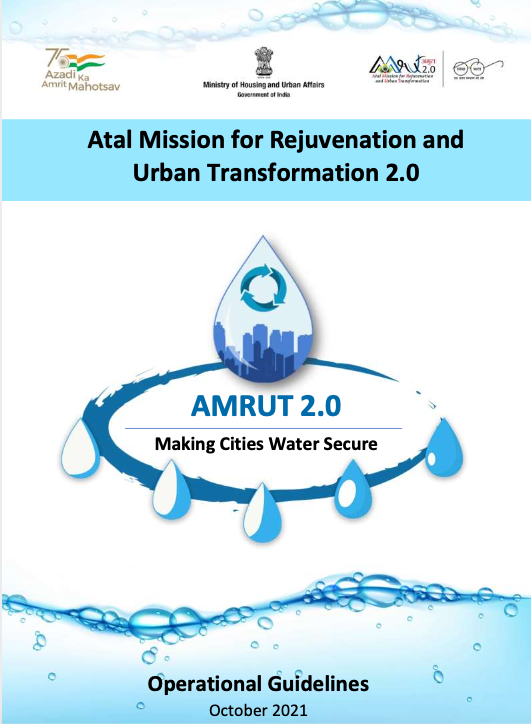 75
Azadi Ka
Amrit Mahotsav
Ministry of Housing and Urban Affairs
Government of India
अमृत
2.0
Atal Mission for Rejuvenation
and Urban Transformation
Atal Mission for Rejuvenation and
Urban Transformation 2.0
AMRUT 2.0
Making Cities Water Secure
Operational Guidelines
October 2021